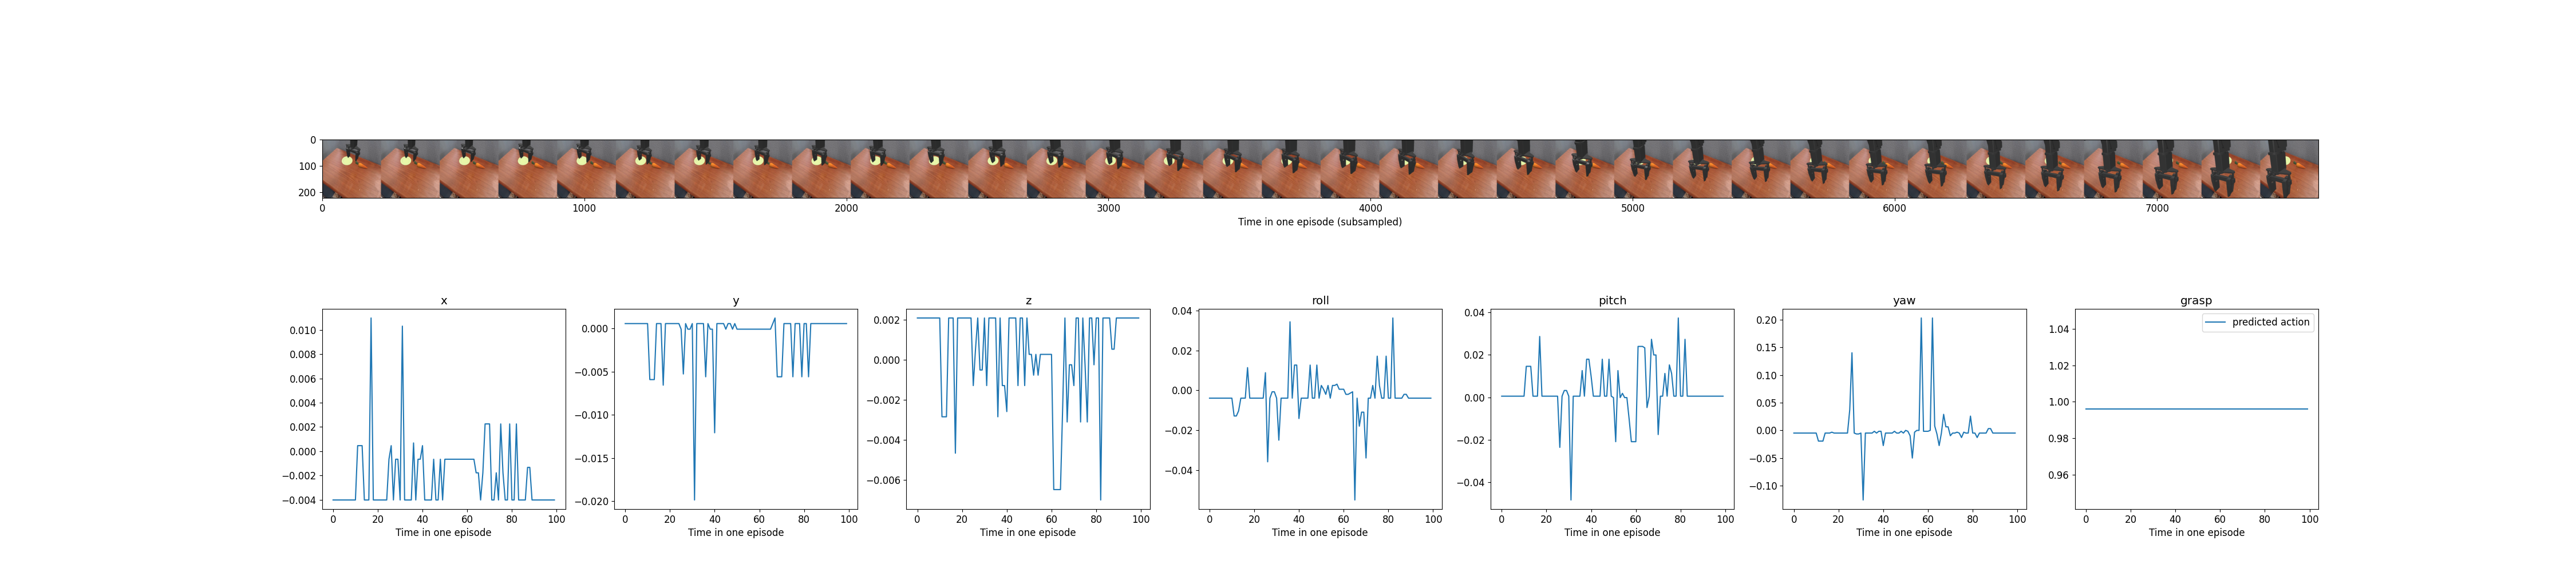 0
100
200
0 1000 2000 3000 4000 5000 6000 7000
Time in one episode (subsampled)
x
0.010
0.008
0.006
0.004
0.002
0.000
−0.002
−0.004
0 20 40 60 80 100
Time in one episode
y
0.000
−0.005
−0.010
−0.015
−0.020
0 20 40 60 80 100
Time in one episode
z
0.002
0.000
−0.002
−0.004
−0.006
0 20 40 60 80 100
Time in one episode
roll
0.04
0.02
0.00
−0.02
−0.04
0 20 40 60 80 100
Time in one episode
pitch
0.04
0.02
0.00
−0.02
−0.04
0 20 40 60 80 100
Time in one episode
yaw
0.20
0.15
0.10
0.05
0.00
−0.05
−0.10
0 20 40 60 80 100
Time in one episode
grasp
predicted action
1.04
1.02
1.00
0.98
0.96
0 20 40 60 80 100
Time in one episode